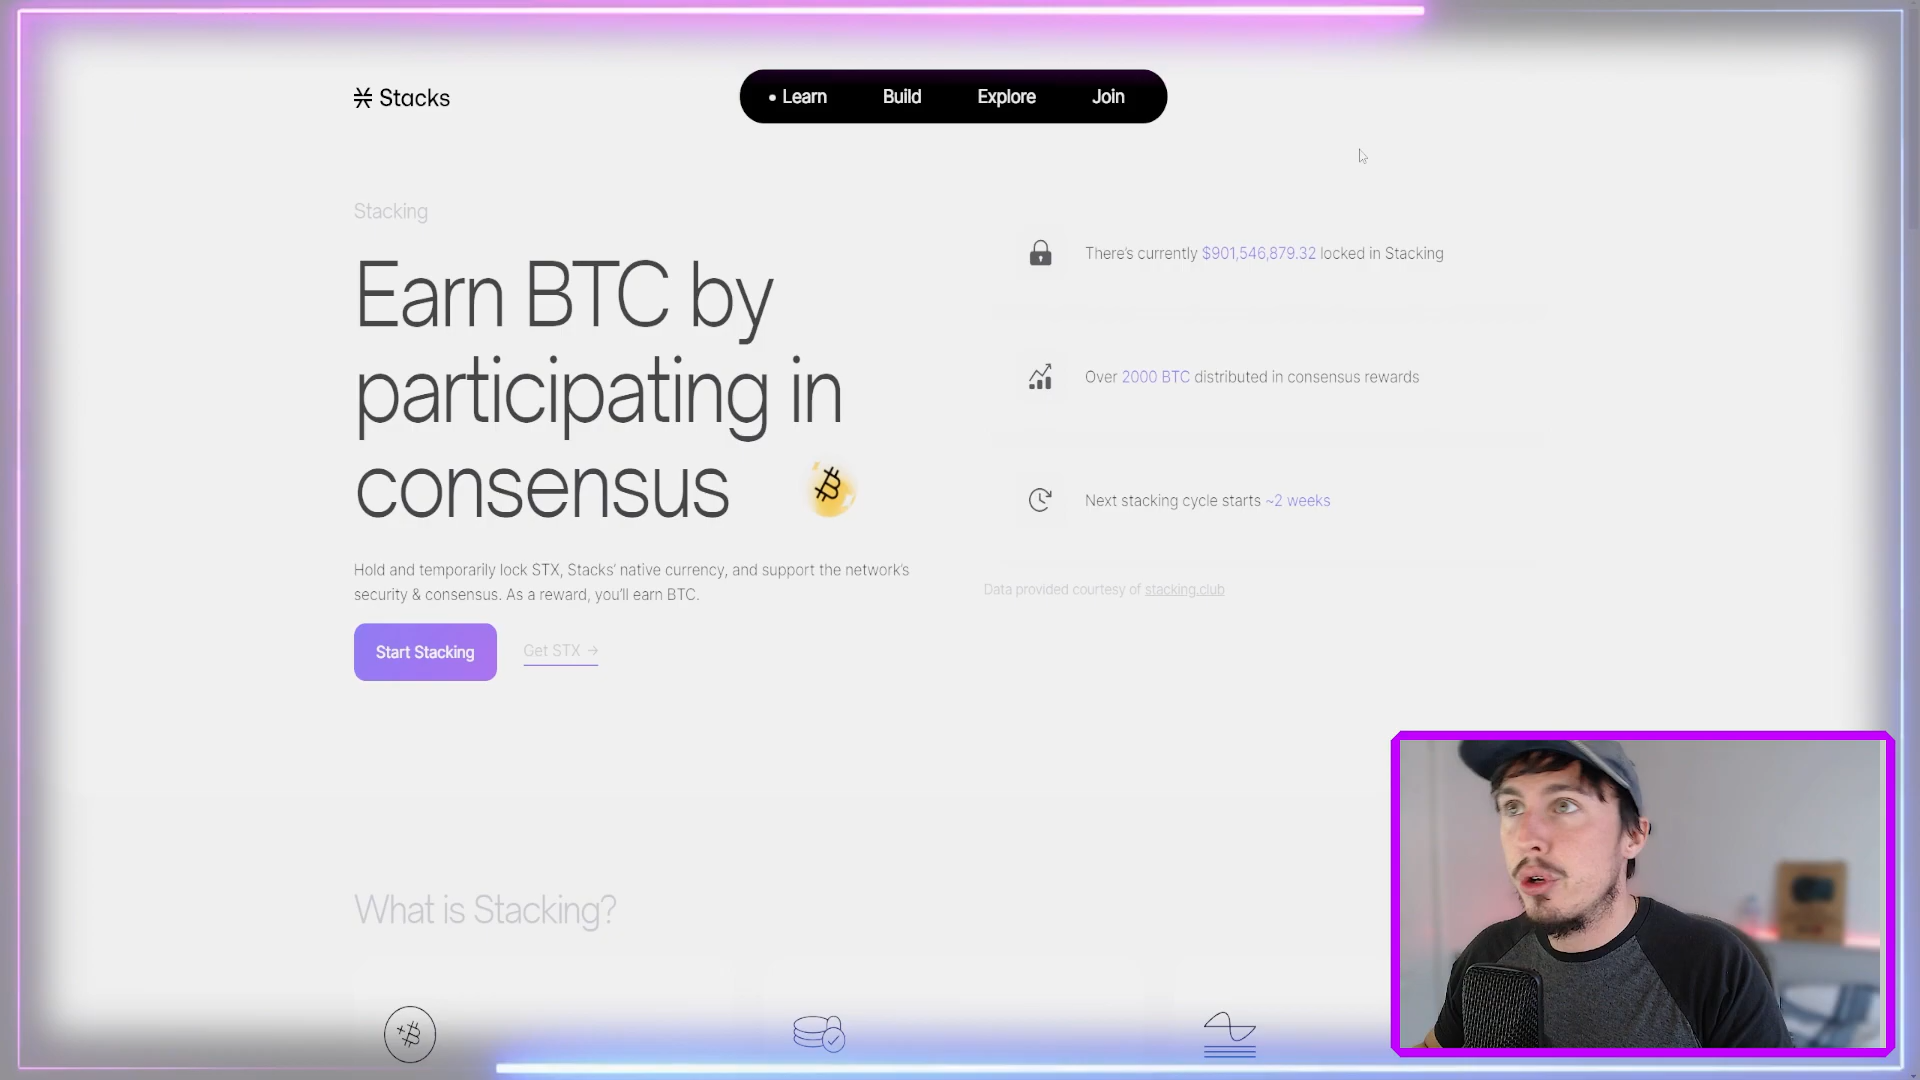 Stacks
Learn
Build
Explore
Join
Stacking
Earn BTC by
participating in
consensus
Hold and temporarily lock STX, Stacks' native currency, and support the network's
security & consensus. As a reward, you'll earn BTC.
Start Stacking
Get STX →
There's currently $901,546,879.32 locked in Stacking
Over 2000 BTC distributed in consensus rewards
Next stacking cycle starts ~2 weeks
Data provided courtesy of stacking.club
What is Stacking?